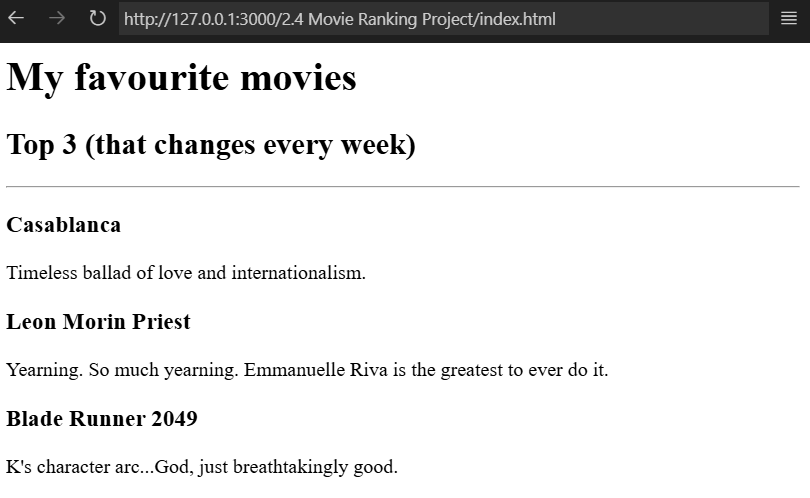 http://127.0.0.1:3000/2.4 Movie Ranking Project/index.html
My favourite movies
Top 3 (that changes every week)
Casablanca
Timeless ballad of love and internationalism.
Leon Morin Priest
Yearning. So much yearning. Emmanuelle Riva is the greatest to ever do it.
Blade Runner 2049
K's character arc...God, just breathtakingly good.